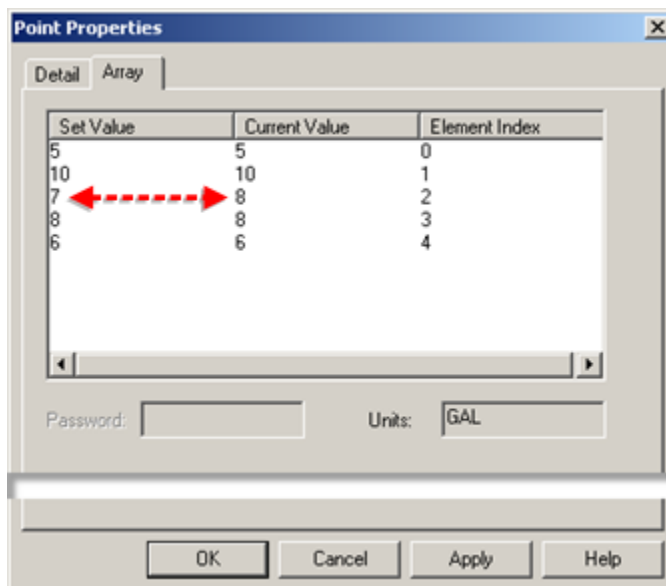 Point Properties
Detail Array
Set Value Current Value Element Index
5 5 0
10 10 1
7 8 2
8 8 3
6 6 4
Password: Units: GAL
OK Cancel Apply Help